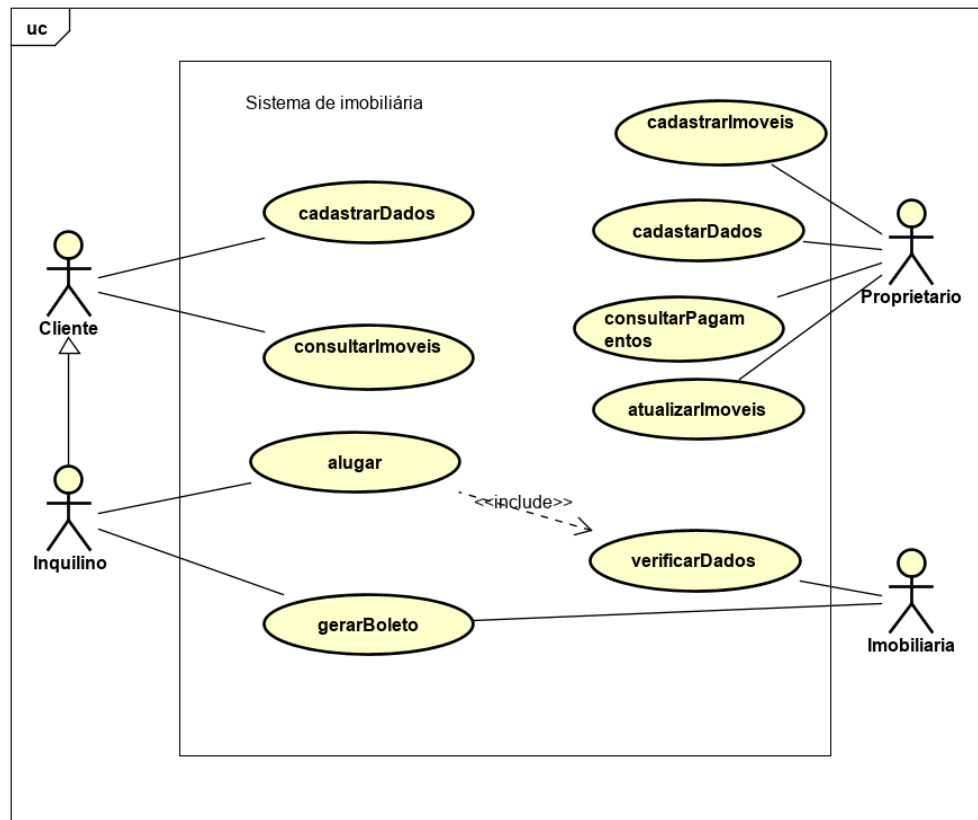 uc
Sistema de imobiliária
cadastrarImoveis
cadastrarDados
cadastarDados
Cliente
Proprietario
consultarImoveis
consultarPagam
entos
atualizarImoveis
alugar
<<include>>
Inquilino
verificarDados
gerarBoleto
Imobiliaria